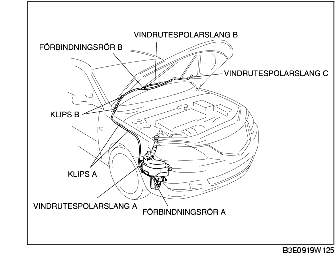 VINDRUTESPOLARSLANG B
FÖRBINDNINGSRÖR B
VINDRUTESPOLARSLANG C
KLIPS B
KLIPS A
VINDRUTESPOLARSLANG A
FÖRBINDNINGSRÖR A
B3E0919W125